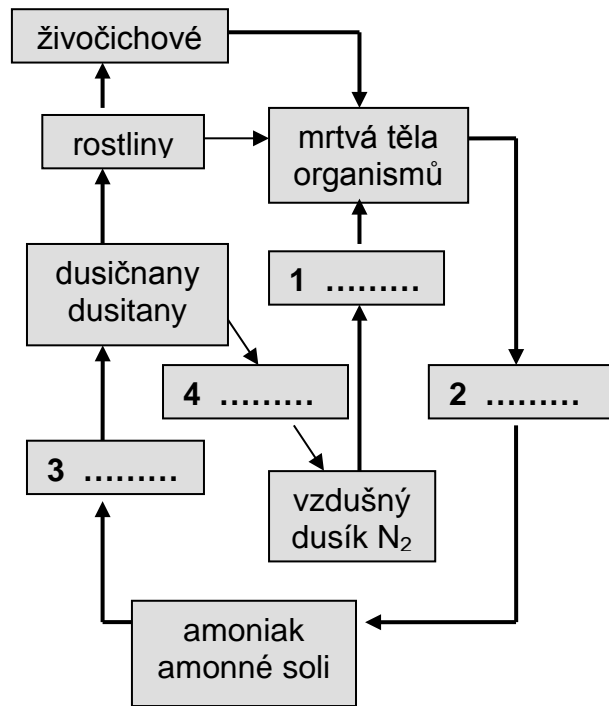 živočichové
rostliny
mrtvá těla
organismů
dusičnany
dusitany
1 .........
4 .........
2 .........
3 .........
vzdušný
dusík N₂
amoniak
amonné soli